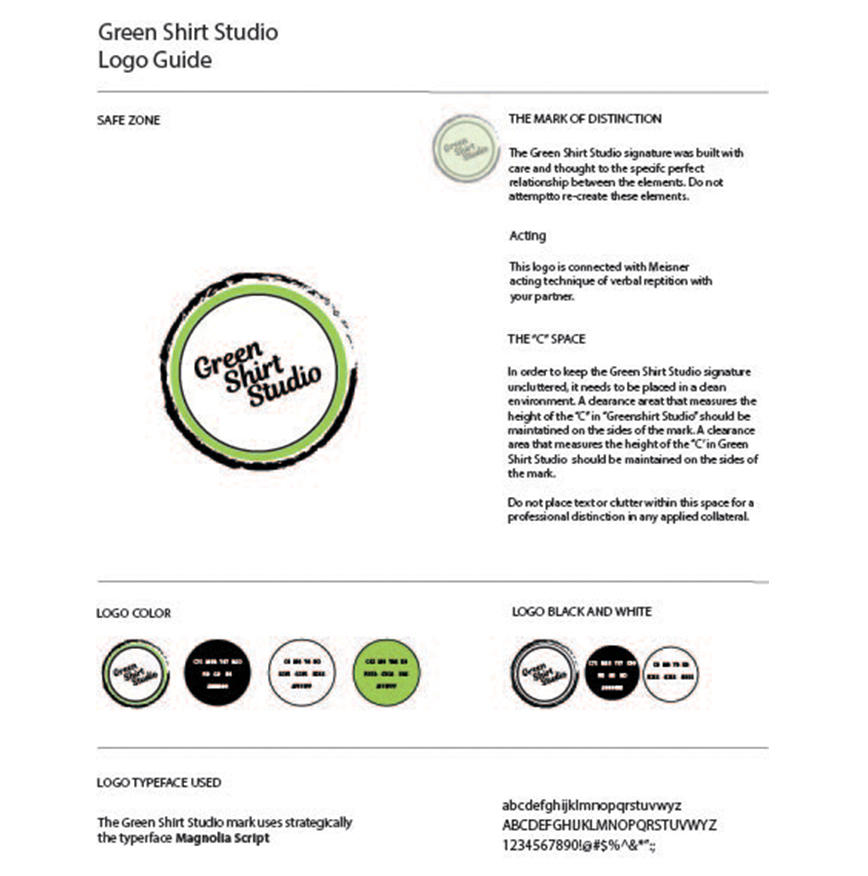 Green Shirt Studio
Logo Guide
SAFE ZONE
Green
Shirt
Studio
Green
Shirt
Studio
THE MARK OF DISTINCTION
The Green Shirt Studio signature was built with
care and thought to the specifc perfect
relationship between the elements. Do not
attemptto re-create these elements.
Acting
This logo is connected with Meisner
acting technique of verbal reptition with
your partner.
THE "C" SPACE
In order to keep the Green Shirt Studio signature
uncluttered, it needs to be placed in a clean
environment. A clearance areat that measures the
height of the "C" in "Greenshirt Studio" should be
maintatined on the sides of the mark. A clearance
area that measures the height of the "C' in Green
Shirt Studio should be maintained on the sides of
the mark.
Do not place text or clutter within this space for a
professional distinction in any applied collateral.
LOGO COLOR
Green
Shirt
Studio
LOGO BLACK AND WHITE
Green
Shirt
Studio
LOGO TYPEFACE USED
The Green Shirt Studio mark uses strategically
the typeface Magnolia Script
abcdefghijklmnopqrstuvwyz
ABCDEFGHIJKLMNOPQRSTUVWYZ
1234567890!@#$%^&*";;